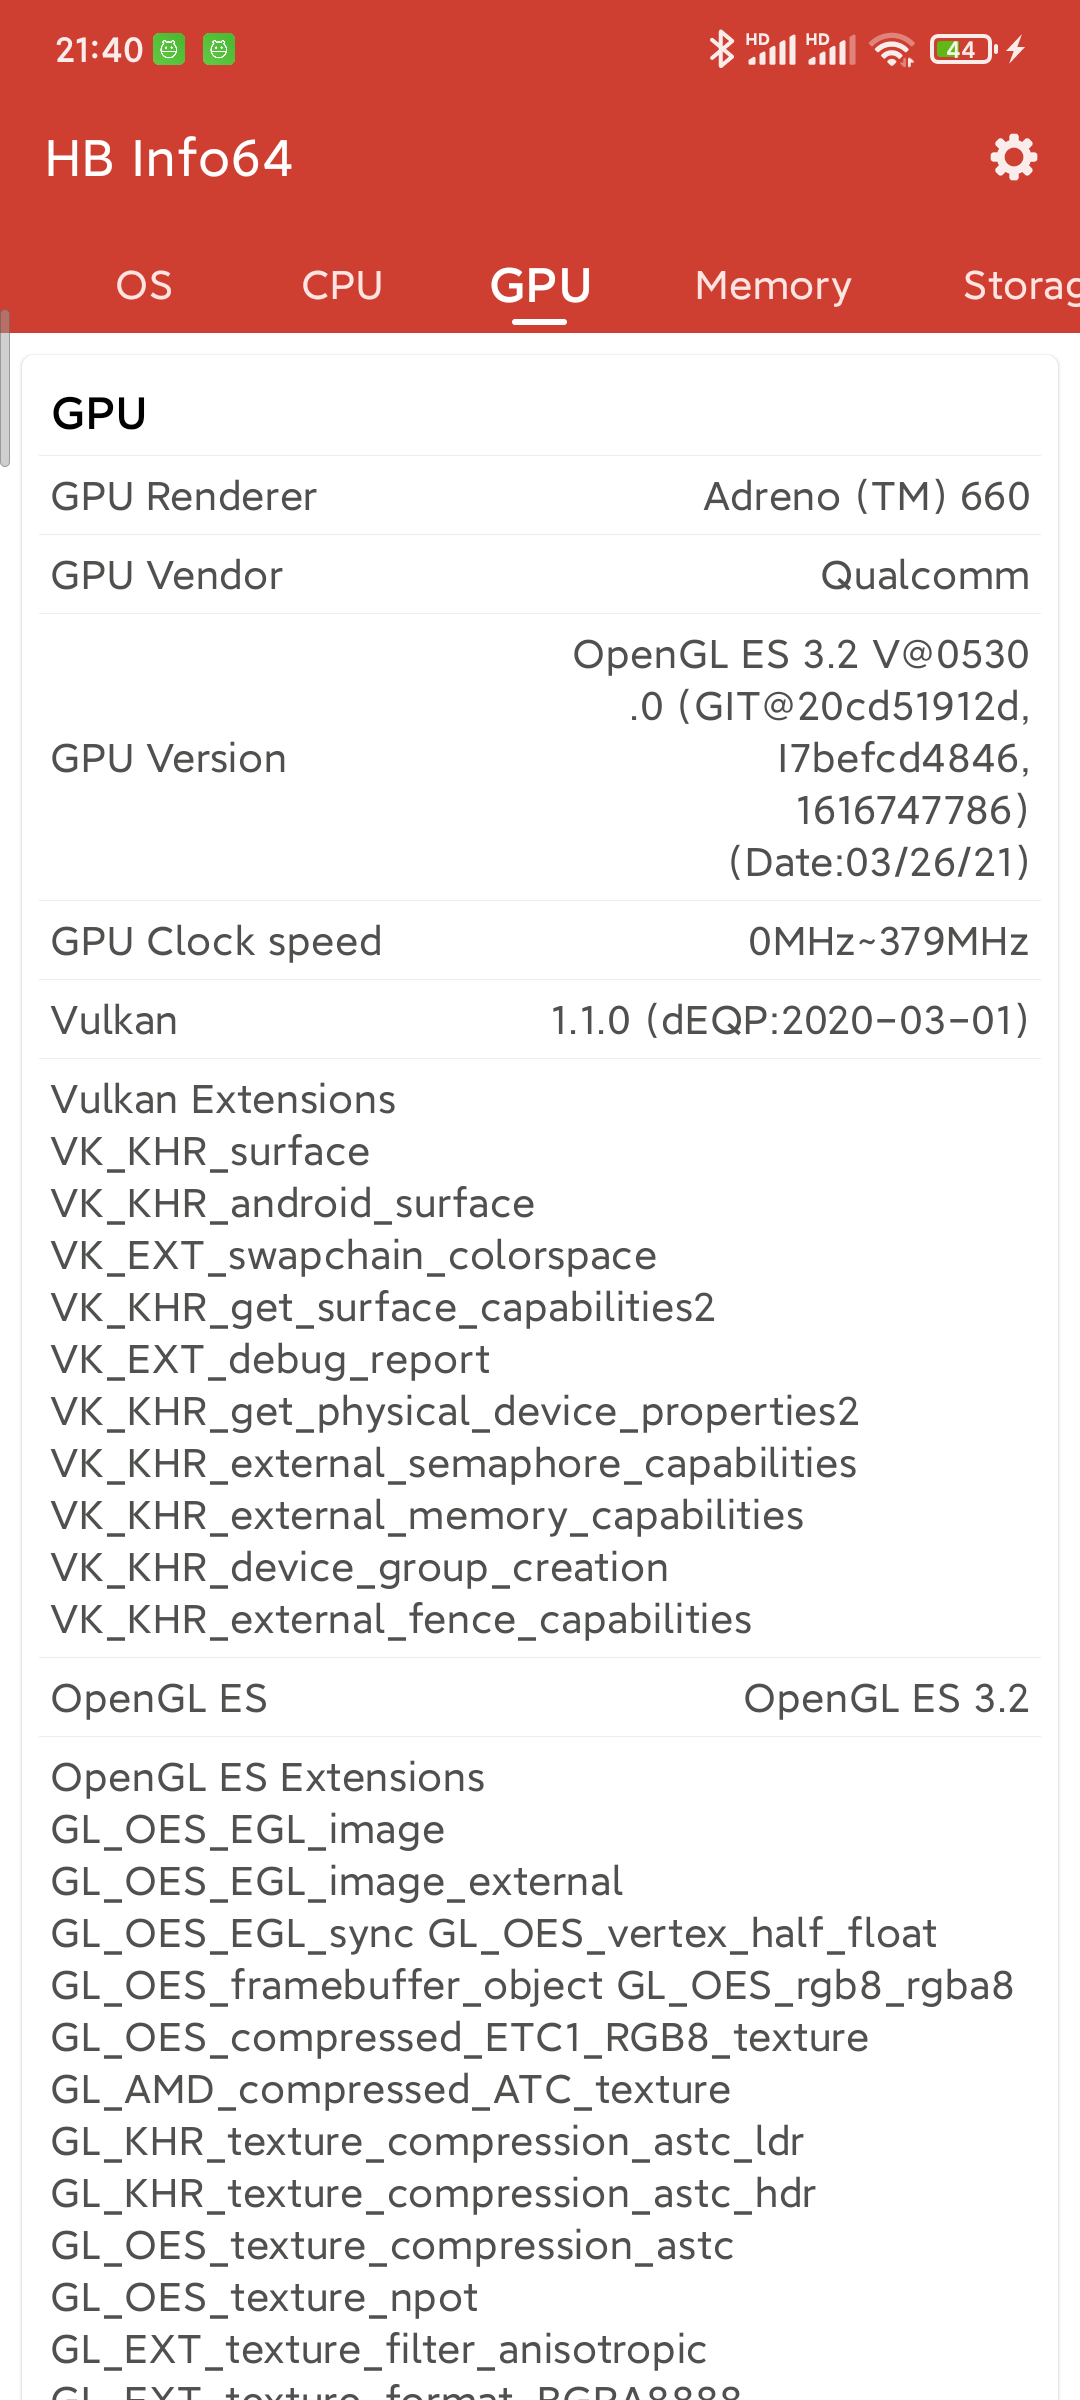 21:40 HD HD 44
HB Info64
OS CPU GPU Memory Storag
GPU
GPU Renderer Adreno (TM) 660
GPU Vendor Qualcomm
GPU Version OpenGL ES 3.2 V@0530
.0 (GIT@20cd51912d,
I7befcd4846,
1616747786)
(Date:03/26/21)
GPU Clock speed 0MHz~379MHz
Vulkan 1.1.0 (dEQP:2020-03-01)
Vulkan Extensions
VK_KHR_surface
VK_KHR_android_surface
VK_EXT_swapchain_colorspace
VK_KHR_get_surface_capabilities2
VK_EXT_debug_report
VK_KHR_get_physical_device_properties2
VK_KHR_external_semaphore_capabilities
VK_KHR_external_memory_capabilities
VK_KHR_device_group_creation
VK_KHR_external_fence_capabilities
OpenGL ES OpenGL ES 3.2
OpenGL ES Extensions
GL_OES_EGL_image
GL_OES_EGL_image_external
GL_OES_EGL_sync GL_OES_vertex_half_float
GL_OES_framebuffer_object GL_OES_rgb8_rgba8
GL_OES_compressed_ETC1_RGB8_texture
GL_AMD_compressed_ATC_texture
GL_KHR_texture_compression_astc_ldr
GL_KHR_texture_compression_astc_hdr
GL_OES_texture_compression_astc
GL_OES_texture_npot
GL_EXT_texture_filter_anisotropic
GL_EXT_texture_format_BGRA8888